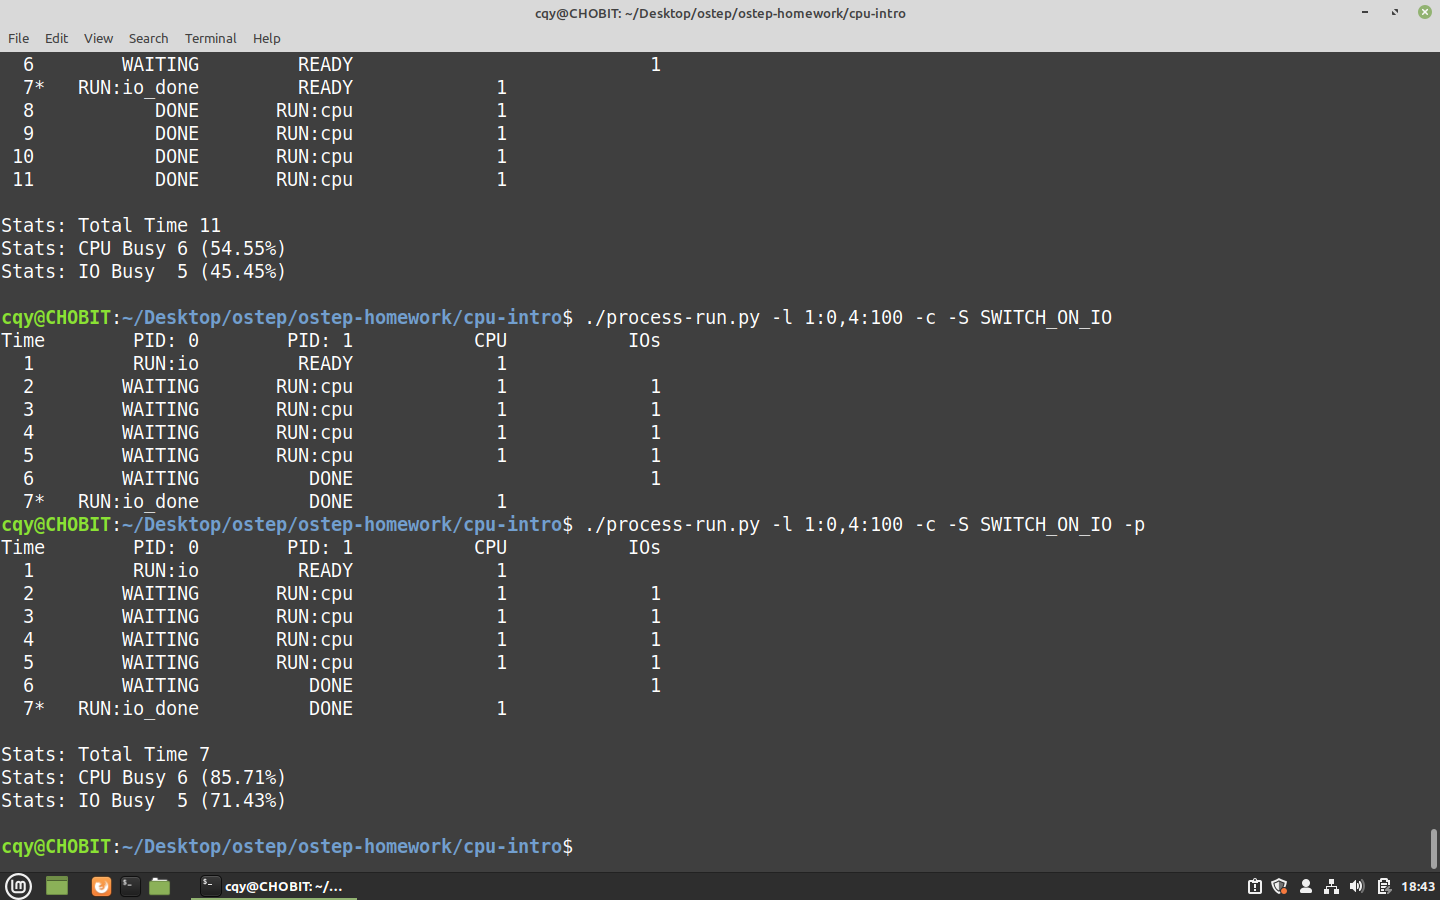 cqy@CHOBIT: ~/Desktop/ostep/ostep-homework/cpu-intro
File Edit View Search Terminal Help
6 WAITING READY 1
7* RUN:io_done READY 1
8 DONE RUN:cpu 1
9 DONE RUN:cpu 1
10 DONE RUN:cpu 1
11 DONE RUN:cpu 1
Stats: Total Time 11
Stats: CPU Busy 6 (54.55%)
Stats: IO Busy  5 (45.45%)
cqy@CHOBIT:~/Desktop/ostep/ostep-homework/cpu-intro$ ./process-run.py -l 1:0,4:100 -c -S SWITCH_ON_IO
Time PID: 0 PID: 1 CPU IOs
1 RUN:io READY 1
2 WAITING RUN:cpu 1 1
3 WAITING RUN:cpu 1 1
4 WAITING RUN:cpu 1 1
5 WAITING RUN:cpu 1 1
6 WAITING DONE 1
7* RUN:io_done DONE 1
cqy@CHOBIT:~/Desktop/ostep/ostep-homework/cpu-intro$ ./process-run.py -l 1:0,4:100 -c -S SWITCH_ON_IO -p
Time PID: 0 PID: 1 CPU IOs
1 RUN:io READY 1
2 WAITING RUN:cpu 1 1
3 WAITING RUN:cpu 1 1
4 WAITING RUN:cpu 1 1
5 WAITING RUN:cpu 1 1
6 WAITING DONE 1
7* RUN:io_done DONE 1
Stats: Total Time 7
Stats: CPU Busy 6 (85.71%)
Stats: IO Busy  5 (71.43%)
cqy@CHOBIT:~/Desktop/ostep/ostep-homework/cpu-intro$
cqy@CHOBIT: ~/... 18:43